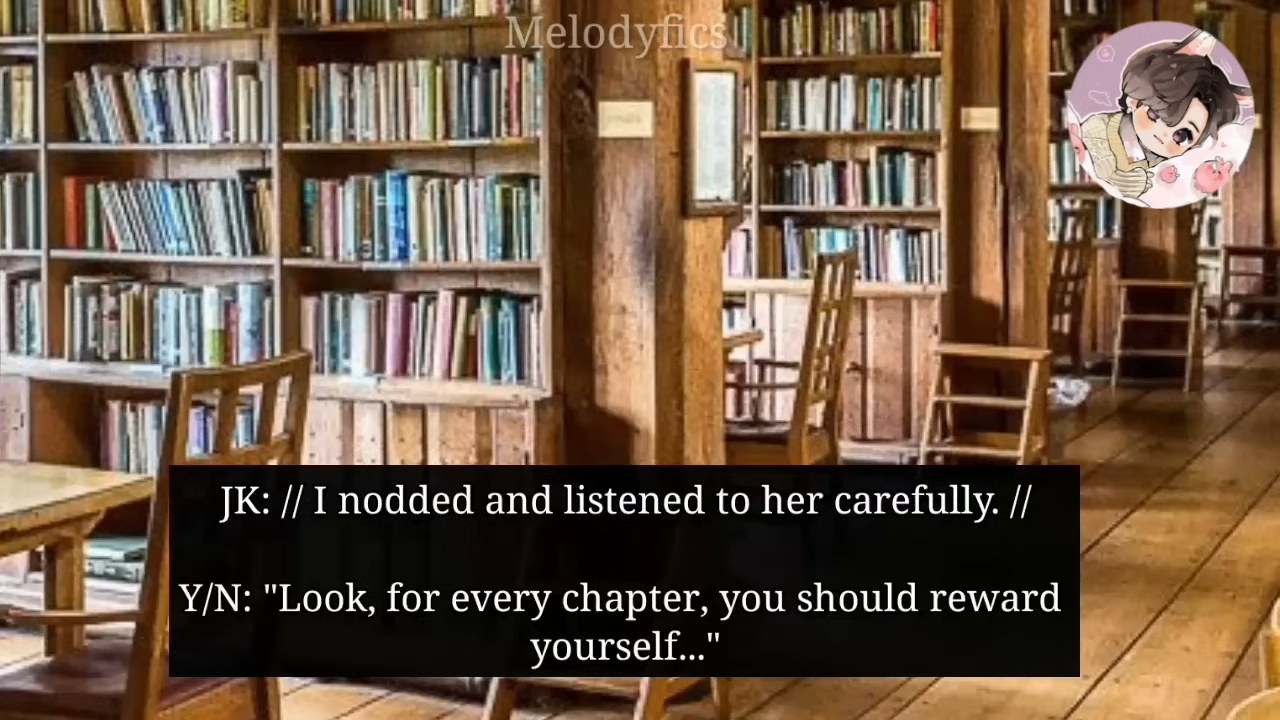 Melodyfics
JK: // I nodded and listened to her carefully. //
Y/N: "Look, for every chapter, you should reward
yourself..."